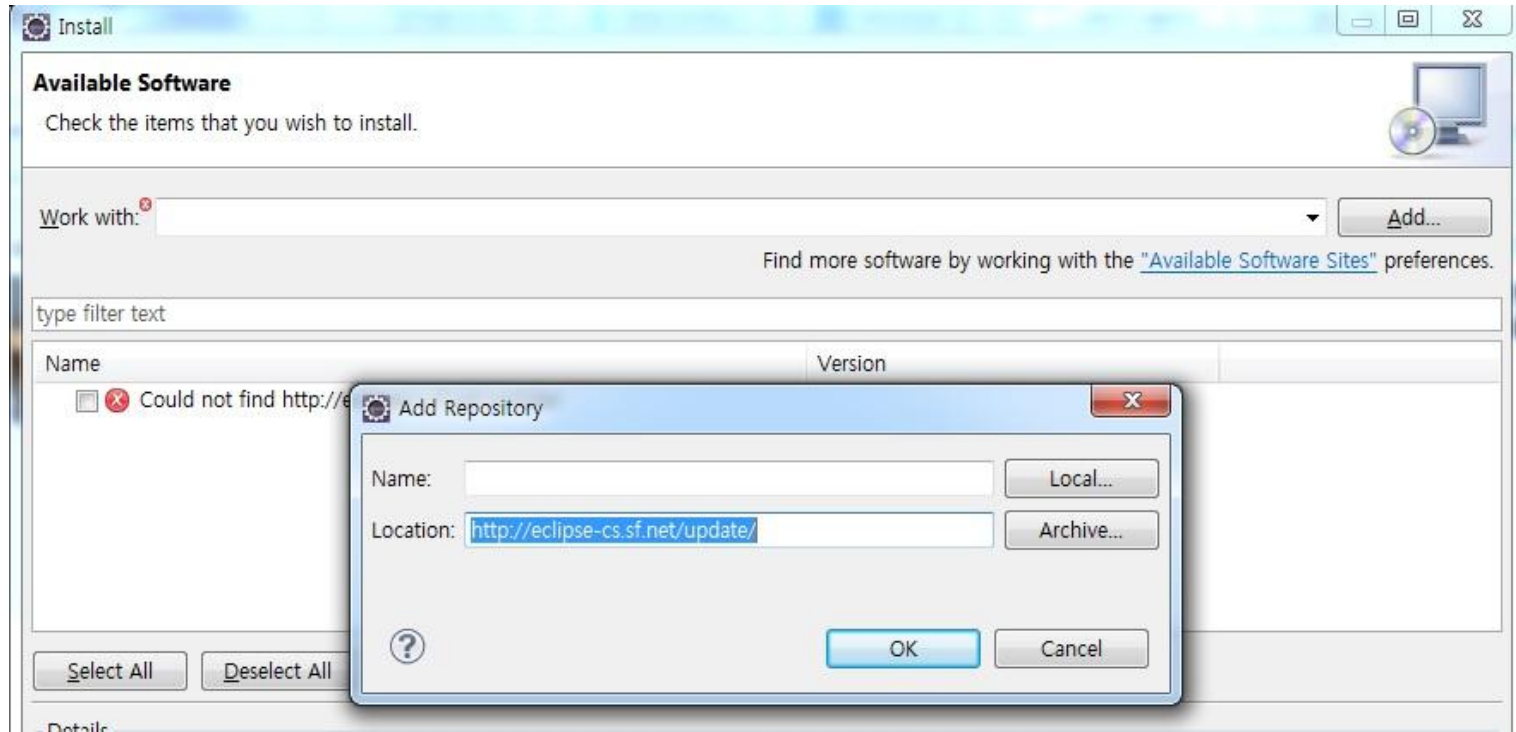 Install
Available Software
Check the items that you wish to install.
Work with:
Add...
Find more software by working with the "Available Software Sites" preferences.
type filter text
Name Version
Could not find http://e
Add Repository
Name:
Local...
Location: http://eclipse-cs.sf.net/update/
Archive...
OK Cancel
Select All Deselect All
Details